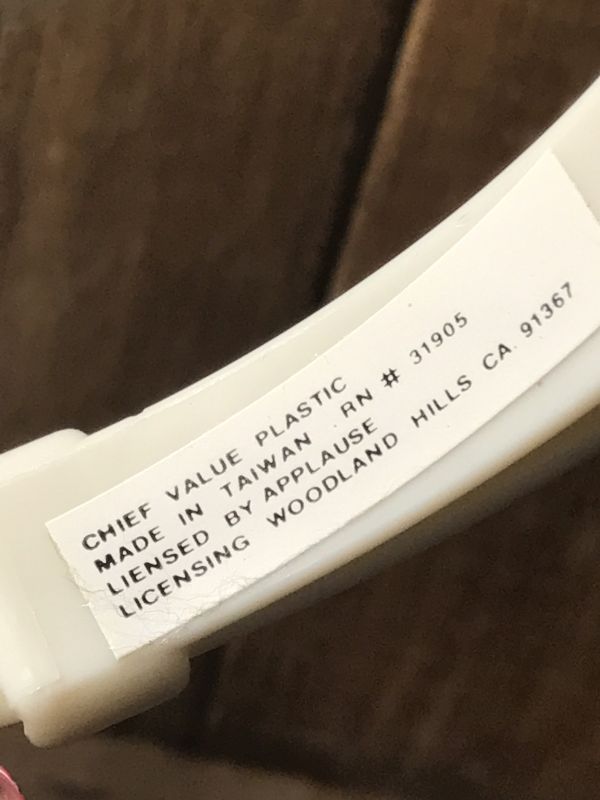 CHIEF VALUE PLASTIC
MADE IN TAIWAN RN # 31905
LIENSED BY APPLAUSE
LICENSING WOODLAND HILLS CA. 91367